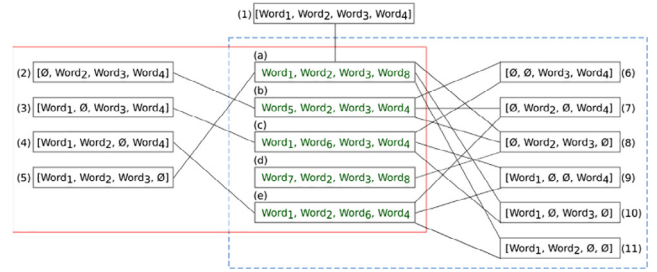 (1) [Word₁, Word₂, Word₃, Word₄]
(a)
(2) [Ø, Word₂, Word₃, Word₄]
Word₁, Word₂, Word₃, Word₈
[Ø, Ø, Word₃, Word₄] (6)
(b)
(3) [Word₁, Ø, Word₃, Word₄]
Word₅, Word₂, Word₃, Word₄
[Ø, Word₂, Ø, Word₄] (7)
(c)
(4) [Word₁, Word₂, Ø, Word₄]
Word₁, Word₆, Word₃, Word₄
[Ø, Word₂, Word₃, Ø] (8)
(d)
(5) [Word₁, Word₂, Word₃, Ø]
Word₇, Word₂, Word₃, Word₈
[Word₁, Ø, Ø, Word₄] (9)
(e)
Word₁, Word₂, Word₆, Word₄
[Word₁, Ø, Word₃, Ø] (10)
[Word₁, Word₂, Ø, Ø] (11)